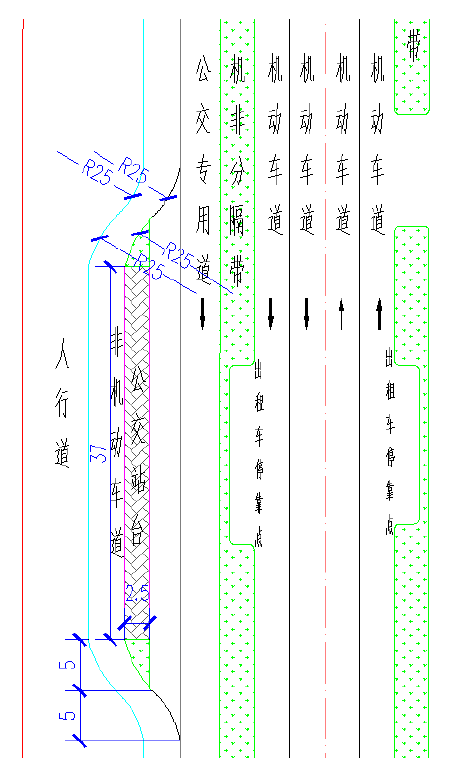 公交专用道
机非分隔带
机动车道
机动车道
机动车道
机动车道
带
R25
R25
R25
R25
人行道
非机动车道
公交站台
37
2.5
5
5
出租车停靠点
出租车停靠点